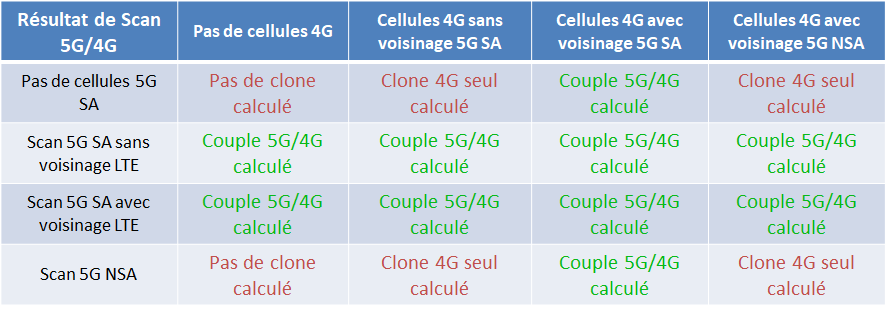 Résultat de Scan
5G/4G
Pas de cellules 4G
Cellules 4G sans
voisinage 5G SA
Cellules 4G avec
voisinage 5G SA
Cellules 4G avec
voisinage 5G NSA
Pas de cellules 5G
SA
Pas de clone
calculé
Clone 4G seul
calculé
Couple 5G/4G
calculé
Clone 4G seul
calculé
Scan 5G SA sans
voisinage LTE
Couple 5G/4G
calculé
Couple 5G/4G
calculé
Couple 5G/4G
calculé
Couple 5G/4G
calculé
Scan 5G SA avec
voisinage LTE
Couple 5G/4G
calculé
Couple 5G/4G
calculé
Couple 5G/4G
calculé
Couple 5G/4G
calculé
Scan 5G NSA
Pas de clone
calculé
Clone 4G seul
calculé
Couple 5G/4G
calculé
Clone 4G seul
calculé